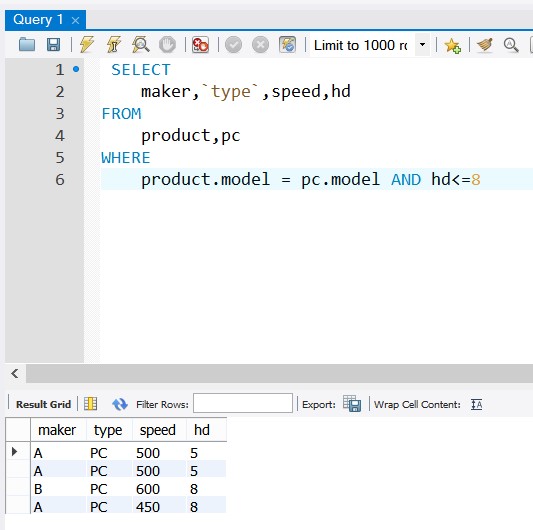 Query 1 ×
Limit to 1000 rc
1 SELECT
2 maker,`type`,speed,hd
3 FROM
4 product,pc
5 WHERE
6 product.model = pc.model AND hd<=8
Result Grid Filter Rows: Export: Wrap Cell Content: IA
maker type speed hd
A PC 500 5
A PC 500 5
B PC 600 8
A PC 450 8